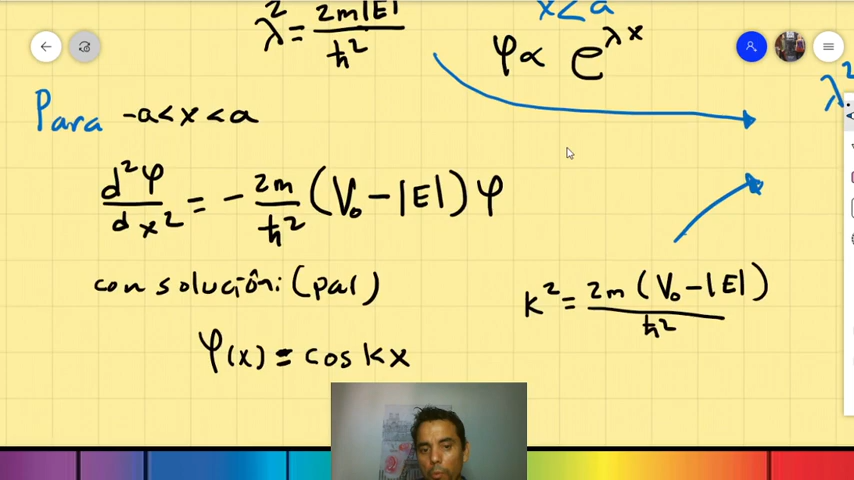 λ² = 2m|E| / ħ²
x < a
φ ∝ e^{λx}
λ²
Para -a < x < a
d²φ/dx² = - 2m/ħ² (V₀ - |E|) φ
con solución: (par)
k² = 2m (V₀ - |E|) / ħ²
φ(x) = cos kx